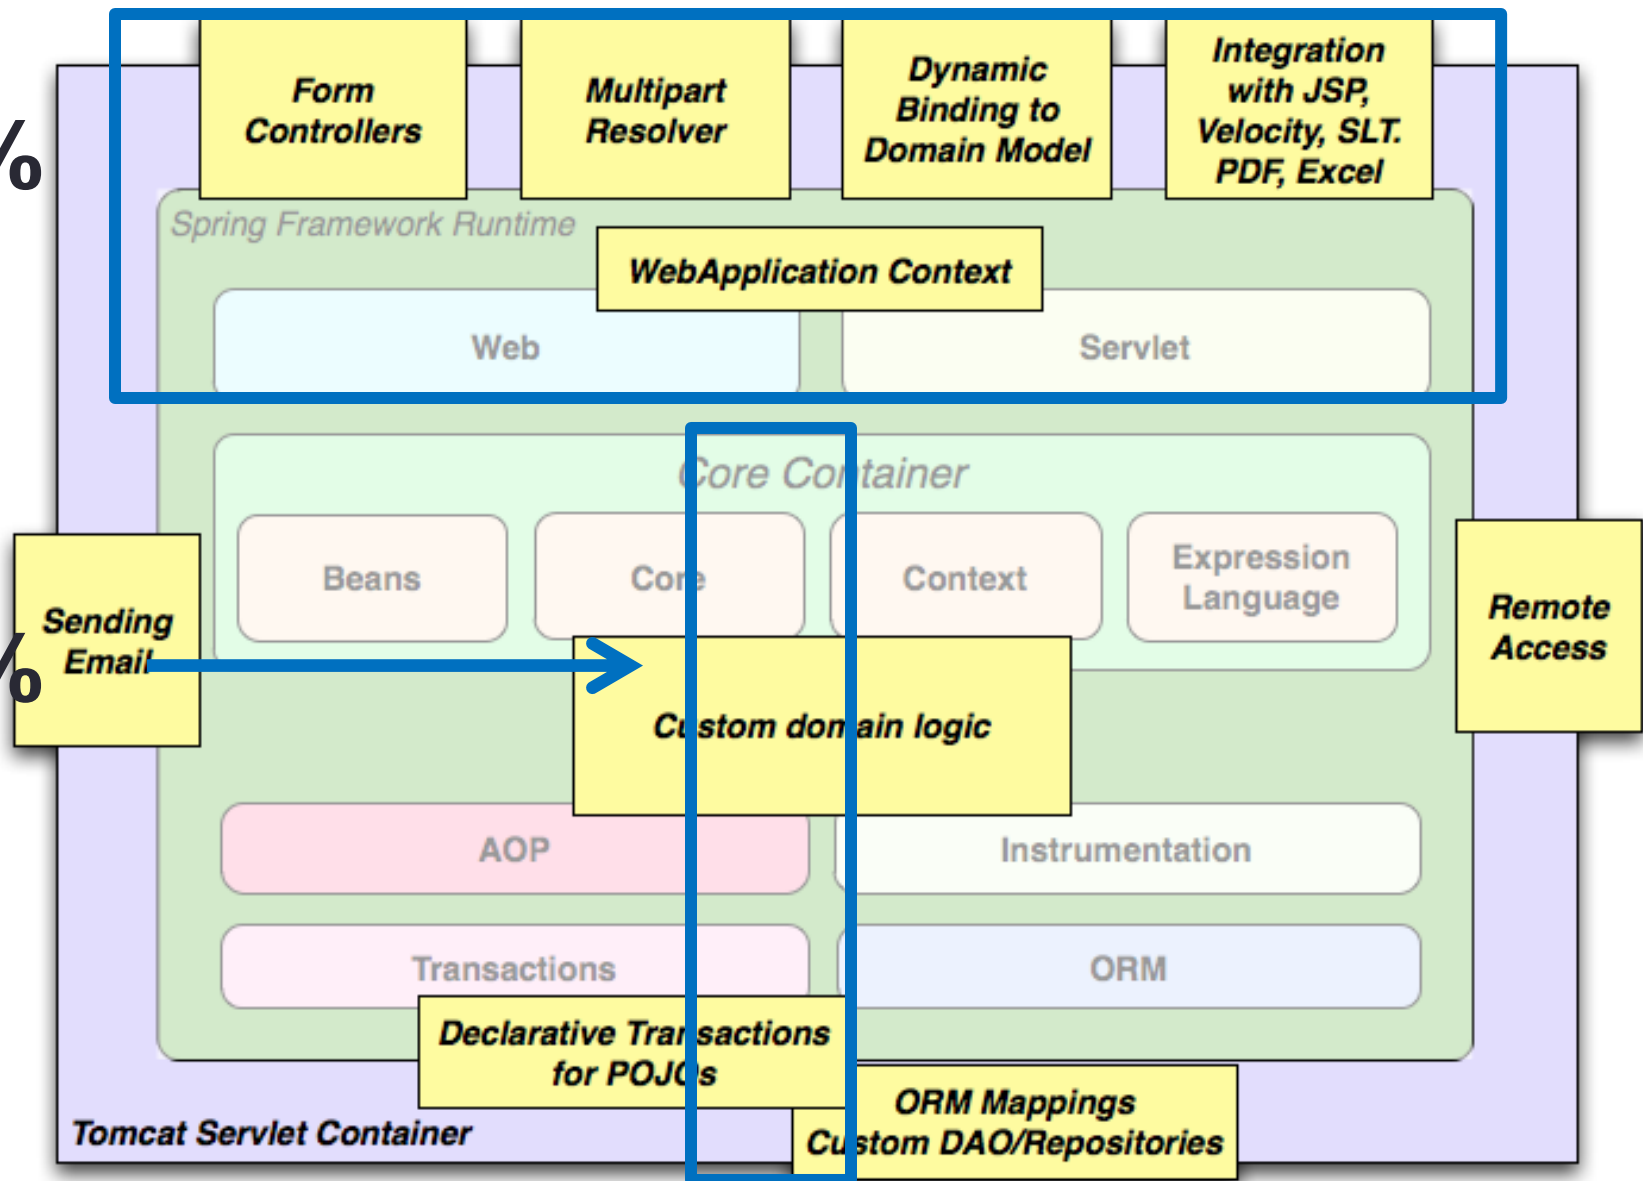 Form
Controllers
Multipart
Resolver
Dynamic
Binding to
Domain Model
Integration
with JSP,
Velocity, SLT.
PDF, Excel
%
Spring Framework Runtime
WebApplication Context
Web
Servlet
Core Container
Beans
Core
Context
Expression
Language
Sending
Email
%
Remote
Access
Custom domain logic
AOP
Instrumentation
Transactions
ORM
Declarative Transactions
for POJOs
ORM Mappings
Custom DAO/Repositories
Tomcat Servlet Container